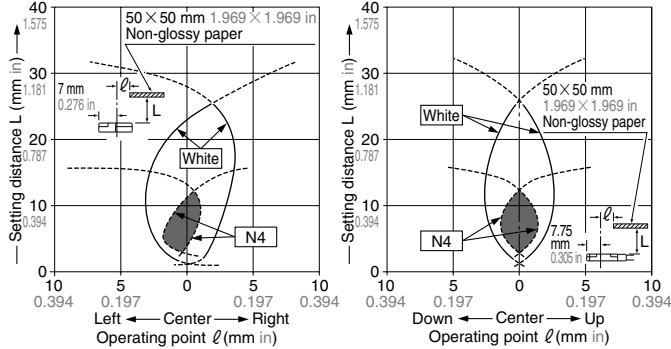 40
1.575
30
1.181
20
0.787
10
0.394
0
Setting distance L (mm in)
50 × 50 mm 1.969 × 1.969 in
Non-glossy paper
7 mm
0.276 in
ℓ
L
White
N4
10 5 0 5 10
0.394 0.197 0.197 0.394
Left Center Right
Operating point ℓ (mm in)
40
1.575
30
1.181
20
0.787
10
0.394
0
Setting distance L (mm in)
50 × 50 mm
1.969 × 1.969 in
Non-glossy paper
White
N4
7.75
mm
0.305 in
ℓ
L
10 5 0 5 10
0.394 0.197 0.197 0.394
Down Center Up
Operating point ℓ (mm in)